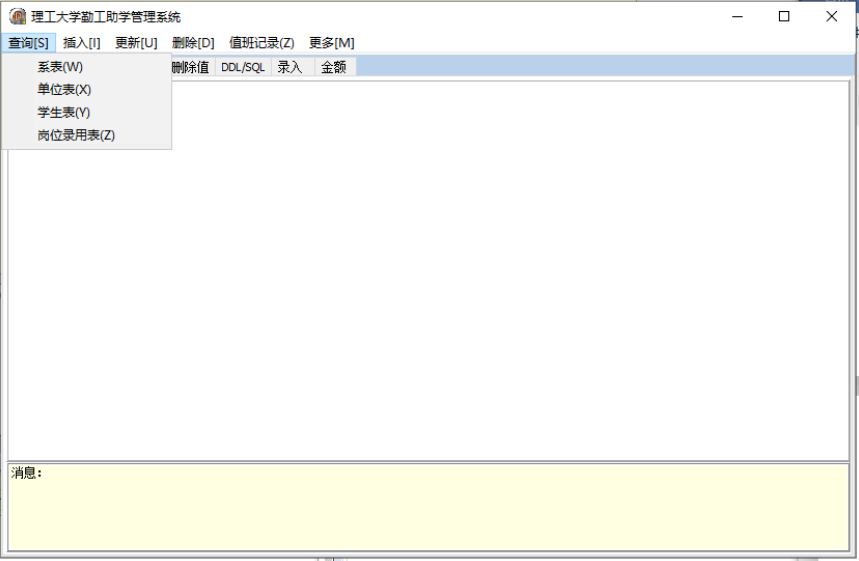 理工大学勤工助学管理系统
查询[S] 插入[I] 更新[U] 删除[D] 值班记录(Z) 更多[M]
系表(W)
删除值 DDL/SQL 录入 金额
单位表(X)
学生表(Y)
岗位录用表(Z)
消息: